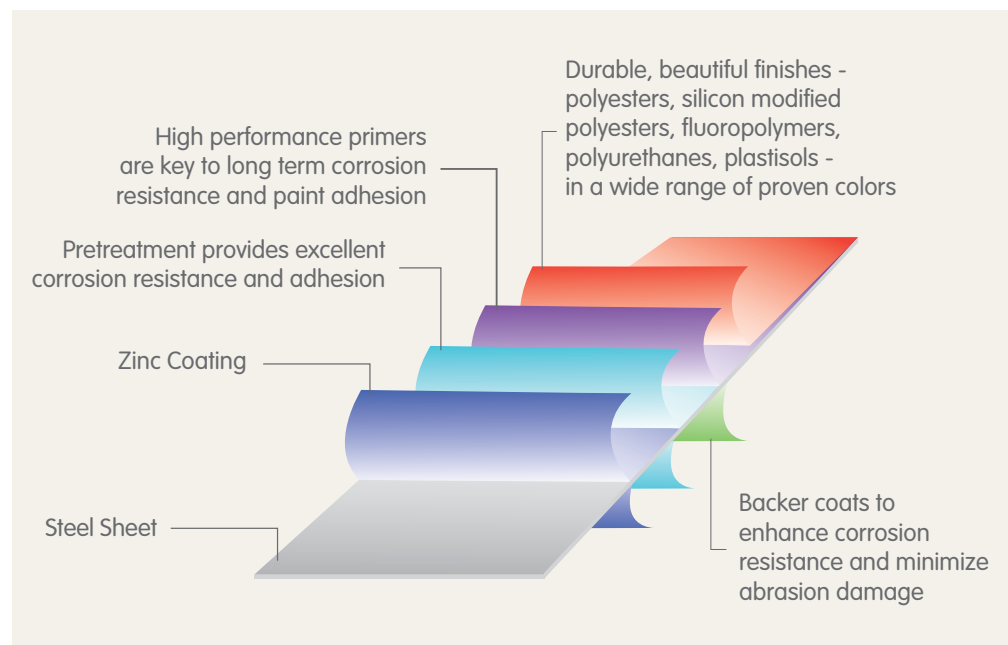 Durable, beautiful finishes -
polyesters, silicon modified
polyesters, fluoropolymers,
polyurethanes, plastisols -
in a wide range of proven colors
High performance primers
are key to long term corrosion
resistance and paint adhesion
Pretreatment provides excellent
corrosion resistance and adhesion
Zinc Coating
Steel Sheet
Backer coats to
enhance corrosion
resistance and minimize
abrasion damage